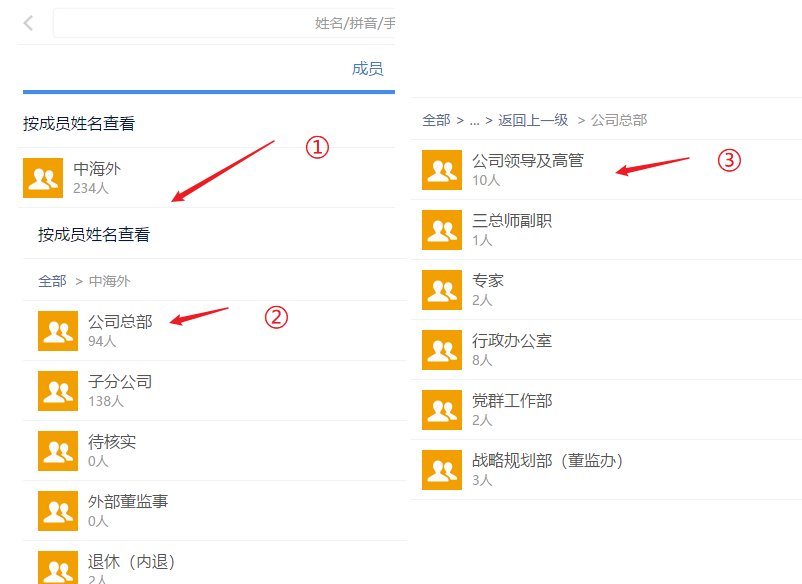 姓名/拼音/手
成员
按成员姓名查看
①
中海外
234人
按成员姓名查看
全部 > 中海外
公司总部
94人
②
子分公司
138人
待核实
0人
外部董监事
0人
退休（内退）
2人
全部 > ... > 返回上一级 > 公司总部
公司领导及高管
10人
③
三总师副职
1人
专家
2人
行政办公室
8人
党群工作部
2人
战略规划部（董监办）
3人